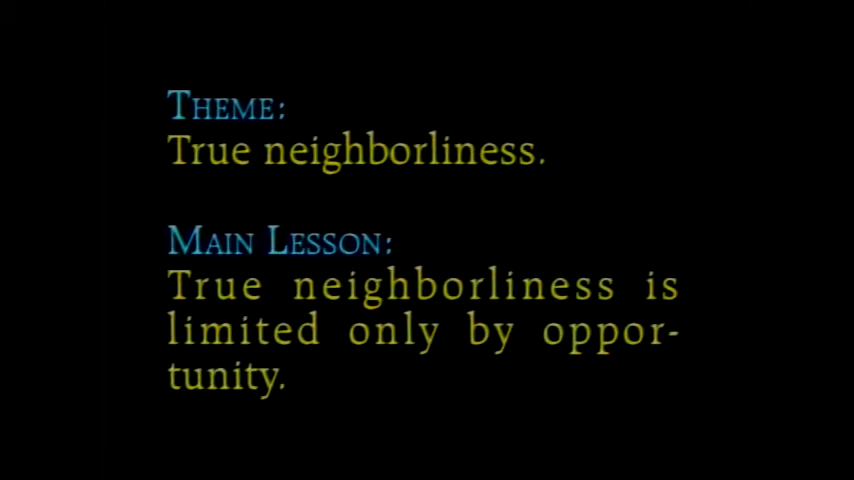 THEME:
True neighborliness.
MAIN LESSON:
True neighborliness is
limited only by oppor-
tunity.